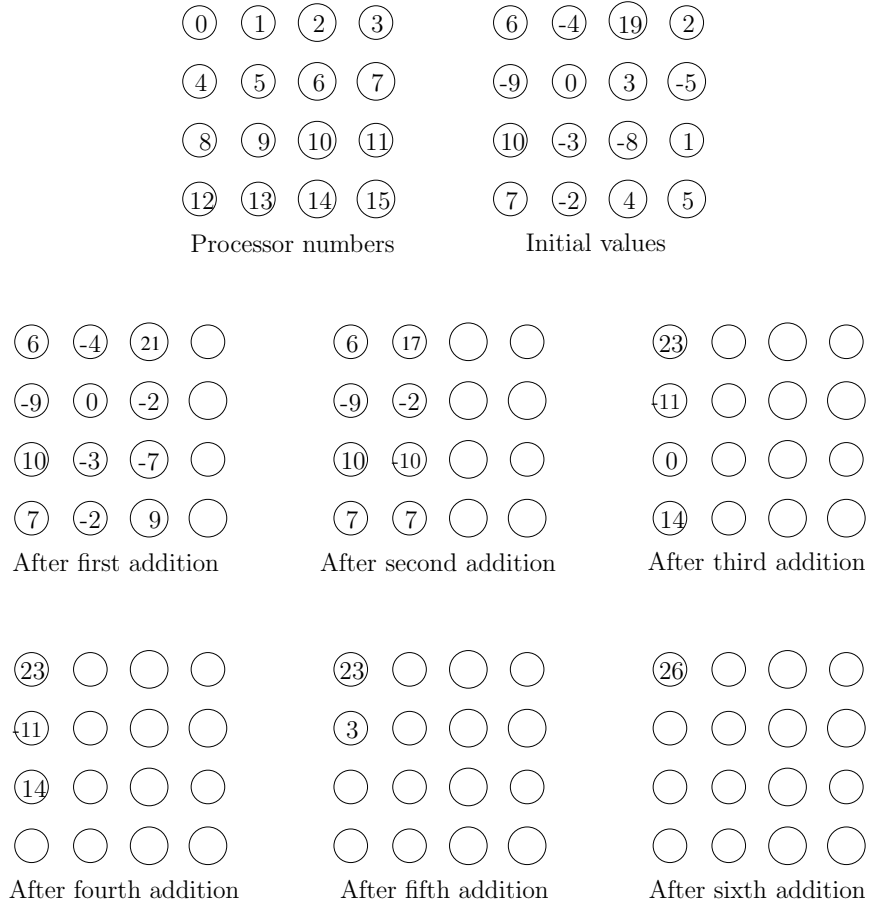 0 1 2 3 6 -4 19 2
4 5 6 7 -9 0 3 -5
8 9 10 11 10 -3 -8 1
12 13 14 15 7 -2 4 5
Processor numbers Initial values
6 -4 21 6 17 23
-9 0 -2 -9 -2 -11
10 -3 -7 10 -10 0
7 -2 9 7 7 14
After first addition After second addition After third addition
23 23 26
-11 3
14
After fourth addition After fifth addition After sixth addition